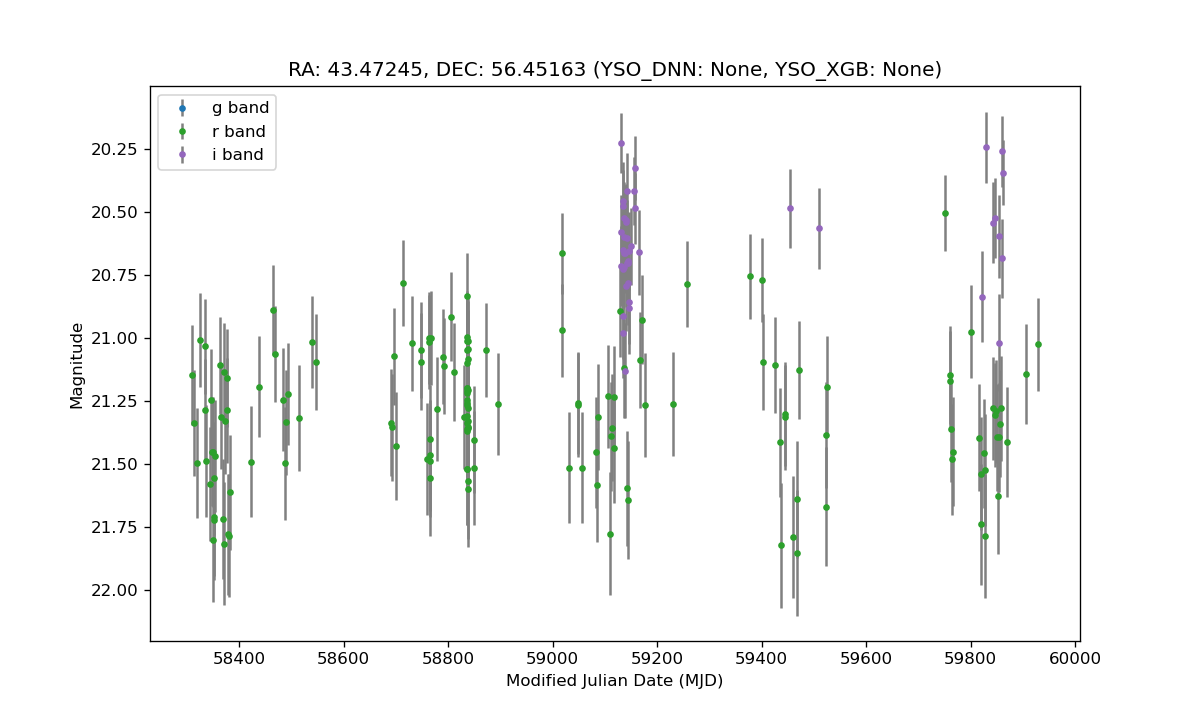 RA: 43.47245, DEC: 56.45163 (YSO_DNN: None, YSO_XGB: None)
g band
r band
i band
20.25
20.50
20.75
21.00
21.25
21.50
21.75
22.00
Magnitude
58400 58600 58800 59000 59200 59400 59600 59800 60000
Modified Julian Date (MJD)